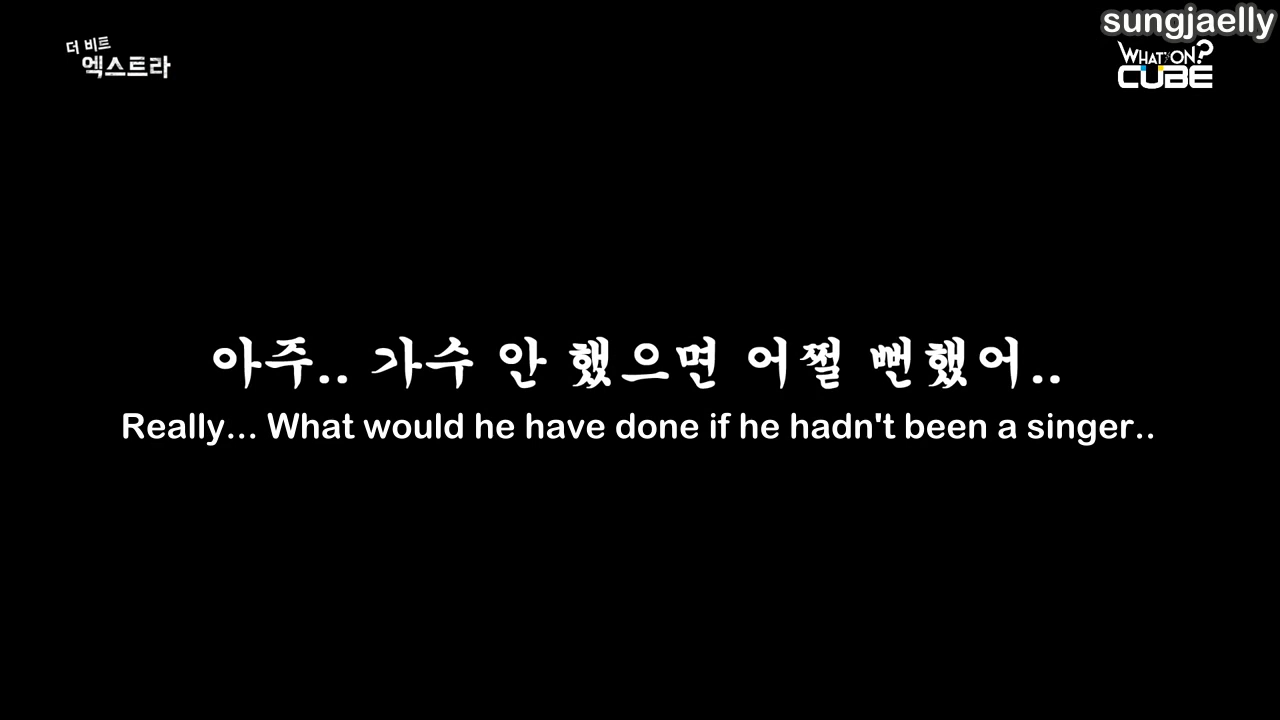 sungjaelly
더 비트
엑스트라
WHAT'S ON?
CUBE
아주.. 가수 안 했으면 어쩔 뻔했어..
Really... What would he have done if he hadn't been a singer..